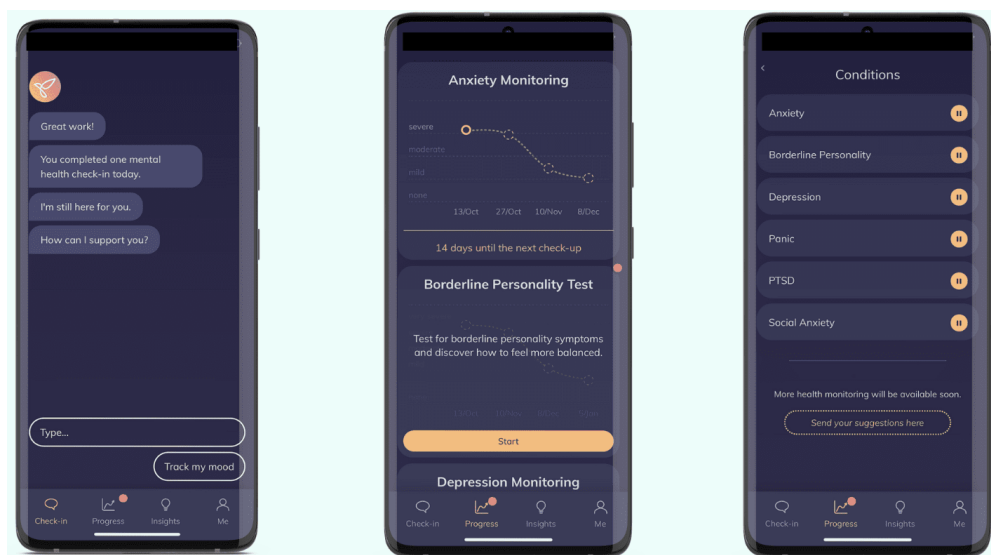 Great work!
You completed one mental
health check-in today.
I'm still here for you.
How can I support you?
Type...
Track my mood
Check-in
Progress
Insights
Me
Anxiety Monitoring
severe
moderate
mild
none
13/Oct
27/Oct
10/Nov
8/Dec
14 days until the next check-up
Borderline Personality Test
Test for borderline personality symptoms
and discover how to feel more balanced.
Start
Depression Monitoring
Check-in
Progress
Insights
Me
Conditions
Anxiety
Borderline Personality
Depression
Panic
PTSD
Social Anxiety
More health monitoring will be available soon.
Send your suggestions here
Check-in
Progress
Insights
Me